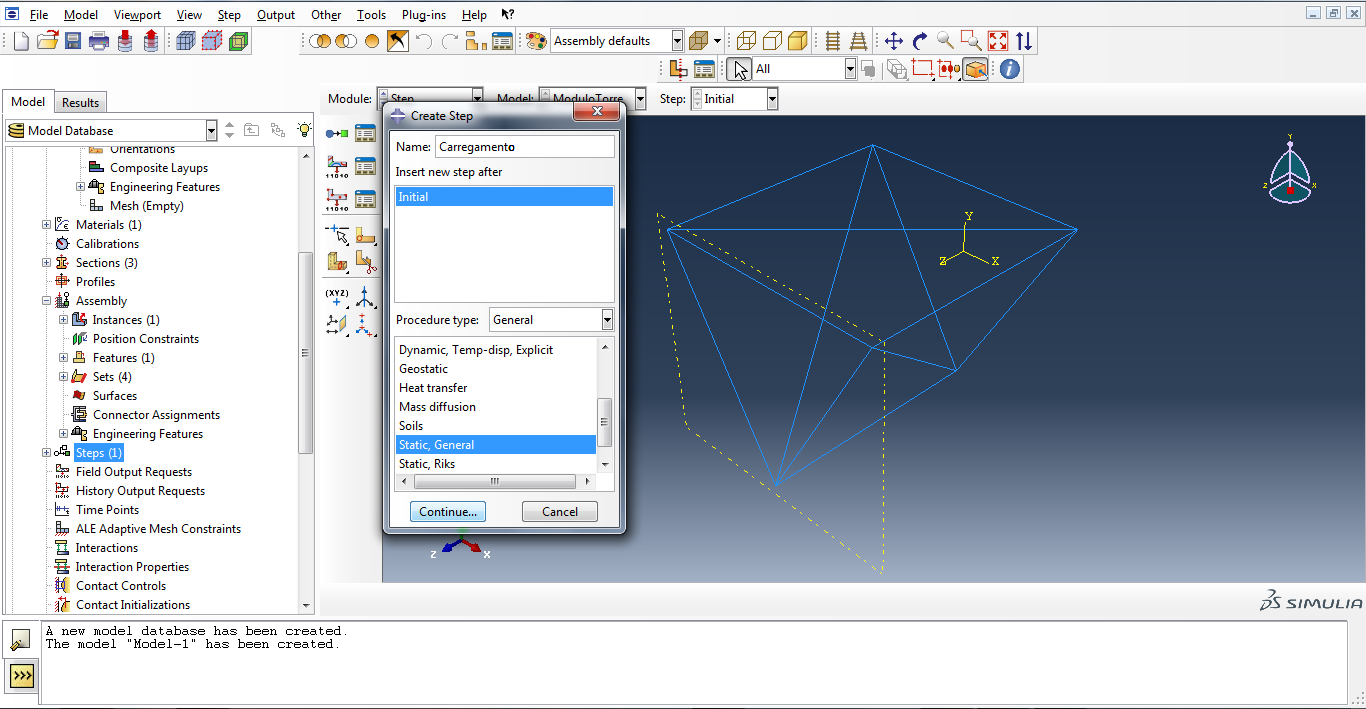 File Model Viewport View Step Output Other Tools Plug-ins Help
Assembly defaults
All
Model Results
Module: Step Model: ModuloTorre Step: Initial
Model Database
Orientations
Composite Layups
Engineering Features
Mesh (Empty)
Materials (1)
Calibrations
Sections (3)
Profiles
Assembly
Instances (1)
Position Constraints
Features (1)
Sets (4)
Surfaces
Connector Assignments
Engineering Features
Steps (1)
Field Output Requests
History Output Requests
Time Points
ALE Adaptive Mesh Constraints
Interactions
Interaction Properties
Contact Controls
Contact Initializations
11010
11010
(XYZ)
Create Step
Name: Carregamento
Insert new step after
Initial
Procedure type: General
Dynamic, Temp-disp, Explicit
Geostatic
Heat transfer
Mass diffusion
Soils
Static, General
Static, Riks
Continue... Cancel
Y
Z X
Y
Z X
Z X
SIMULIA
A new model database has been created.
The model "Model-1" has been created.
>>>